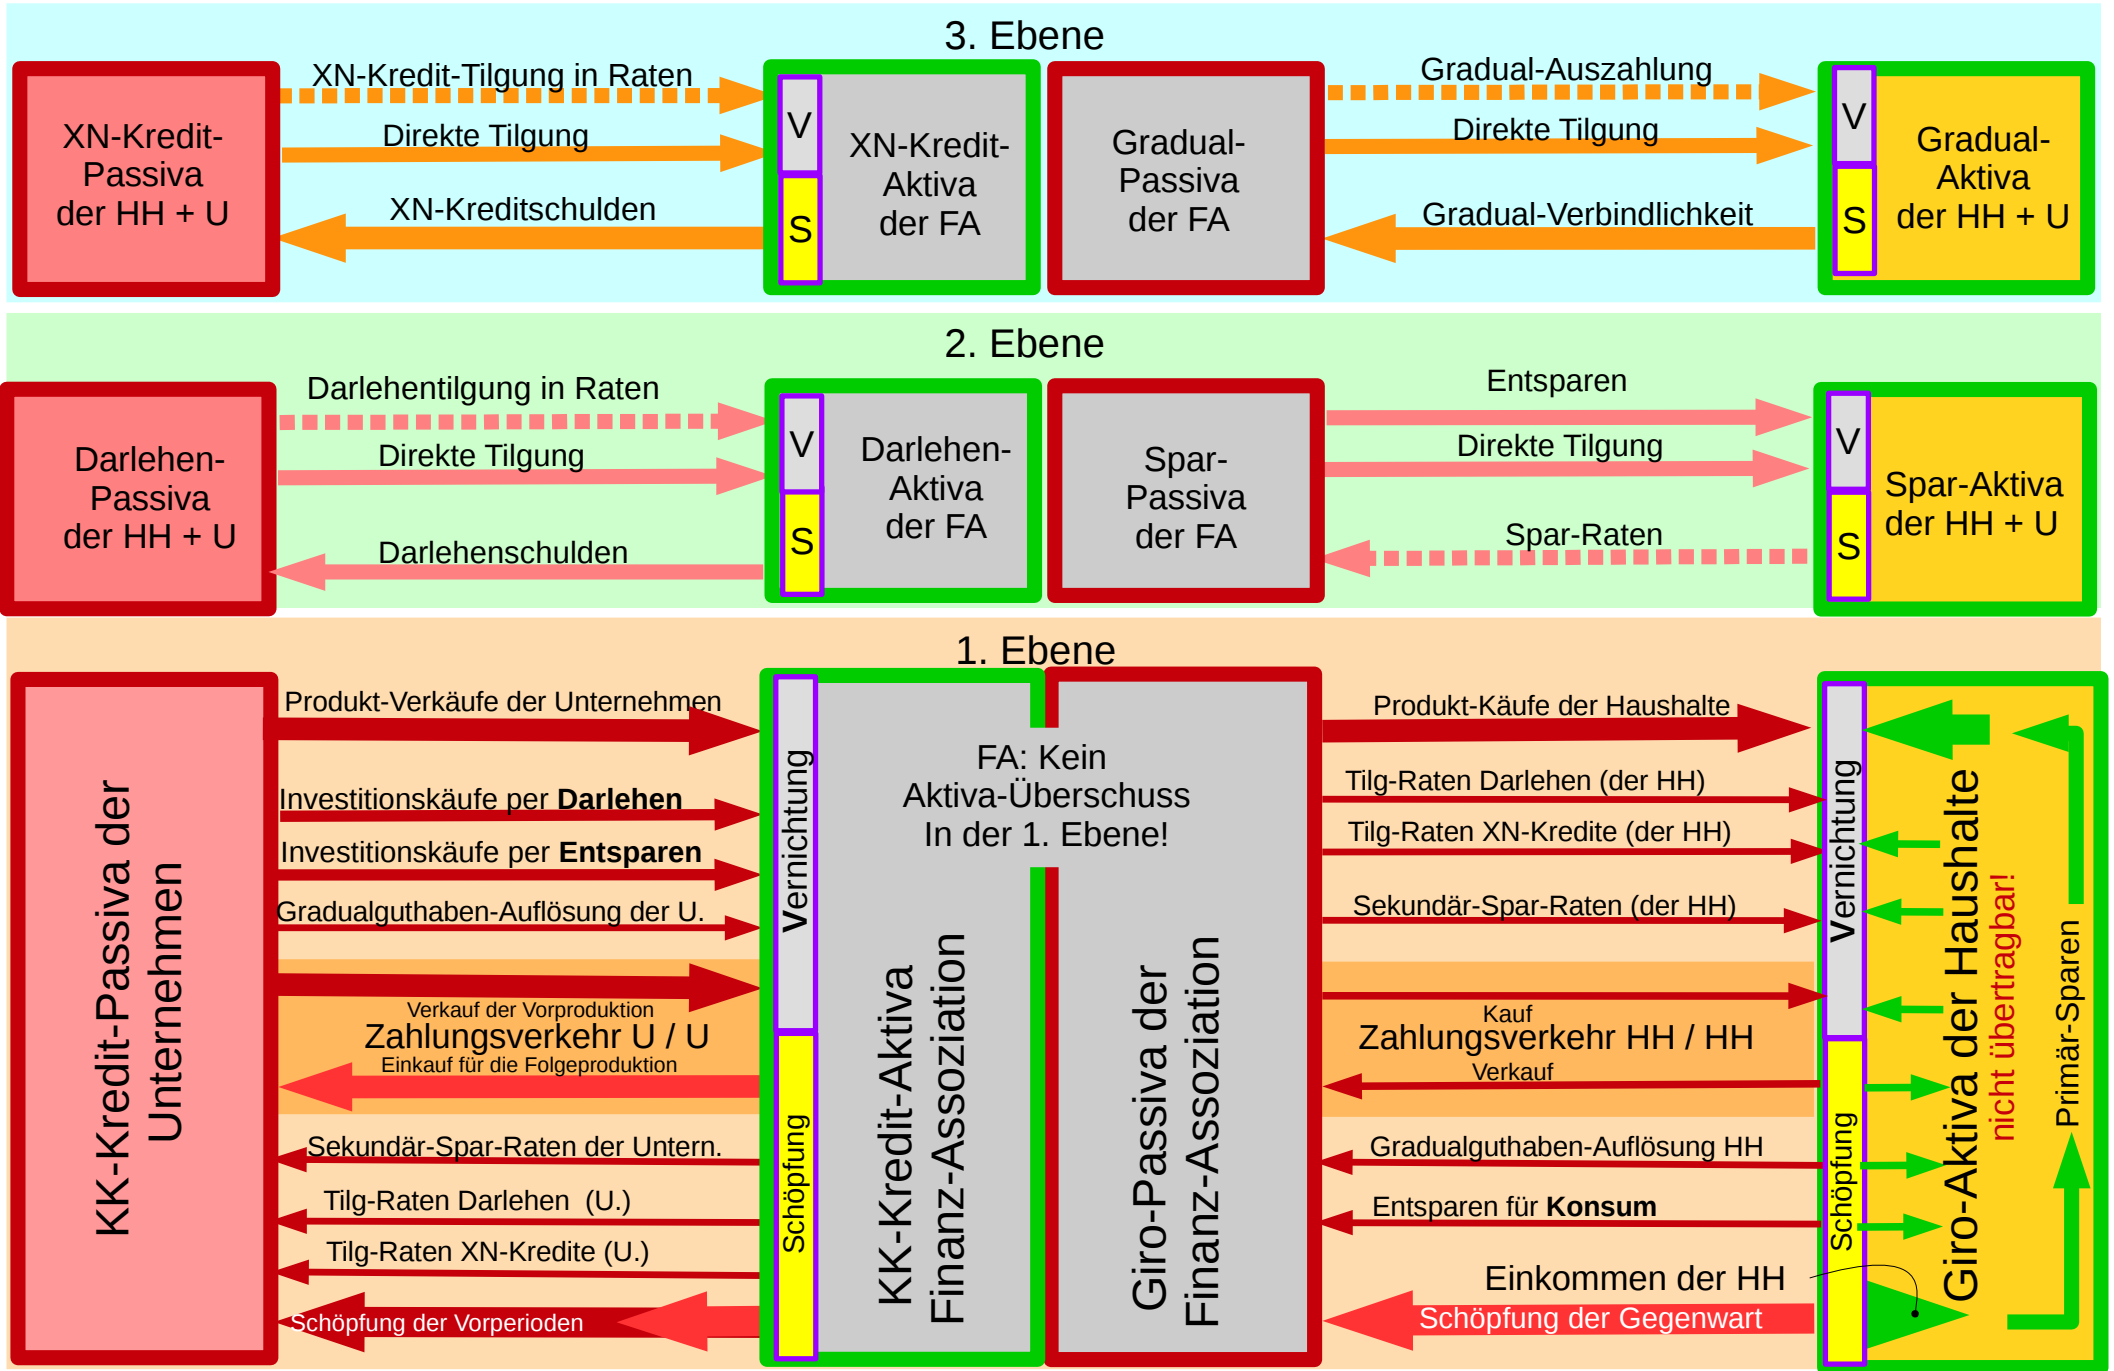 3. Ebene
XN-Kredit-
Passiva
der HH + U
XN-Kredit-Tilgung in Raten
Direkte Tilgung
XN-Kreditschulden
V
S
XN-Kredit-
Aktiva
der FA
Gradual-
Passiva
der FA
Gradual-Auszahlung
Direkte Tilgung
Gradual-Verbindlichkeit
V
S
Gradual-
Aktiva
der HH + U
2. Ebene
Darlehen-
Passiva
der HH + U
Darlehentilgung in Raten
Direkte Tilgung
Darlehenschulden
V
S
Darlehen-
Aktiva
der FA
Spar-
Passiva
der FA
Entsparen
Direkte Tilgung
Spar-Raten
V
S
Spar-Aktiva
der HH + U
1. Ebene
KK-Kredit-Passiva der
Unternehmen
Produkt-Verkäufe der Unternehmen
Investitionskäufe per Darlehen
Investitionskäufe per Entsparen
Gradualguthaben-Auflösung der U.
Verkauf der Vorproduktion
Zahlungsverkehr U / U
Einkauf für die Folgeproduktion
Sekundär-Spar-Raten der Untern.
Tilg-Raten Darlehen (U.)
Tilg-Raten XN-Kredite (U.)
Schöpfung der Vorperioden
Vernichtung
Schöpfung
FA: Kein
Aktiva-Überschuss
In der 1. Ebene!
KK-Kredit-Aktiva
Finanz-Assoziation
Giro-Passiva der
Finanz-Assoziation
Produkt-Käufe der Haushalte
Tilg-Raten Darlehen (der HH)
Tilg-Raten XN-Kredite (der HH)
Sekundär-Spar-Raten (der HH)
Kauf
Zahlungsverkehr HH / HH
Verkauf
Gradualguthaben-Auflösung HH
Entsparen für Konsum
Einkommen der HH
Schöpfung der Gegenwart
Vernichtung
Schöpfung
Giro-Aktiva der Haushalte
nicht übertragbar!
Primär-Sparen